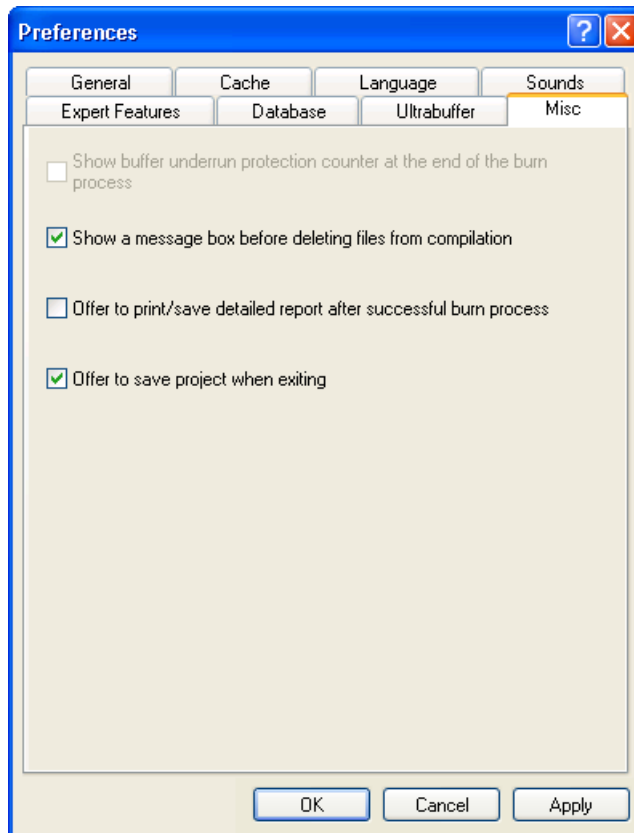 Preferences
General Cache Language Sounds
Expert Features Database Ultrabuffer Misc
Show buffer underrun protection counter at the end of the burn
process
Show a message box before deleting files from compilation
Offer to print/save detailed report after successful burn process
Offer to save project when exiting
OK Cancel Apply